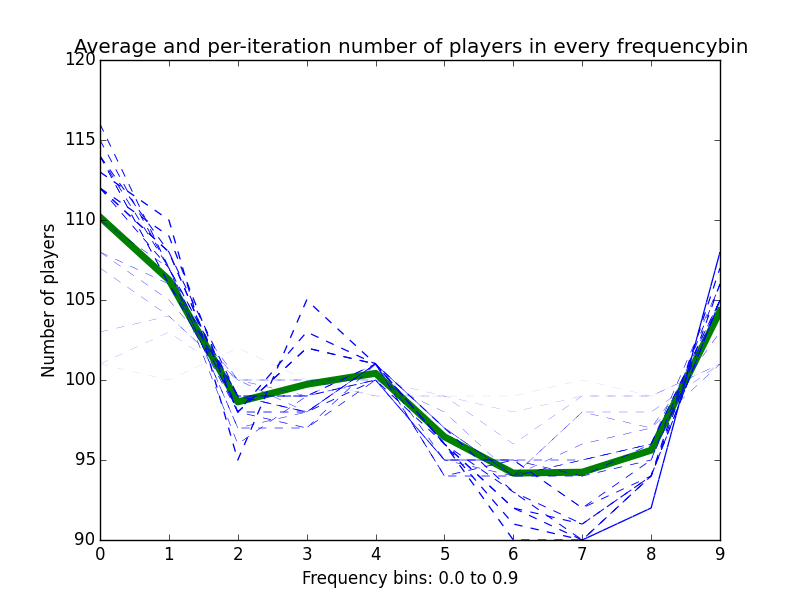 Average and per-iteration number of players in every frequencybin
120
115
110
105
100
95
90
Number of players
0 1 2 3 4 5 6 7 8 9
Frequency bins: 0.0 to 0.9